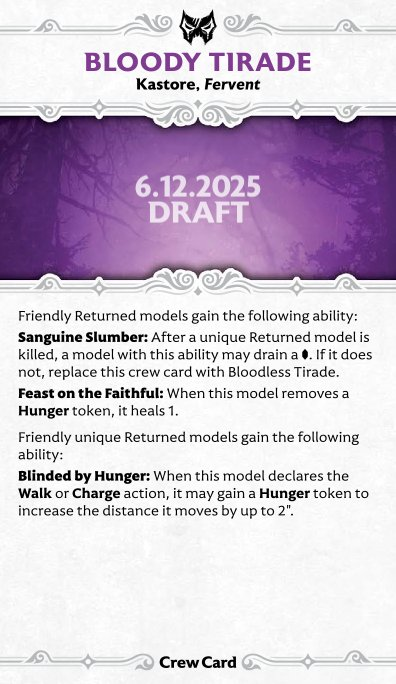 BLOODY TIRADE
Kastore, Fervent
6.12.2025
DRAFT
Friendly Returned models gain the following ability:
Sanguine Slumber: After a unique Returned model is
killed, a model with this ability may drain a . If it does
not, replace this crew card with Bloodless Tirade.
Feast on the Faithful: When this model removes a
Hunger token, it heals 1.
Friendly unique Returned models gain the following
ability:
Blinded by Hunger: When this model declares the
Walk or Charge action, it may gain a Hunger token to
increase the distance it moves by up to 2".
Crew Card